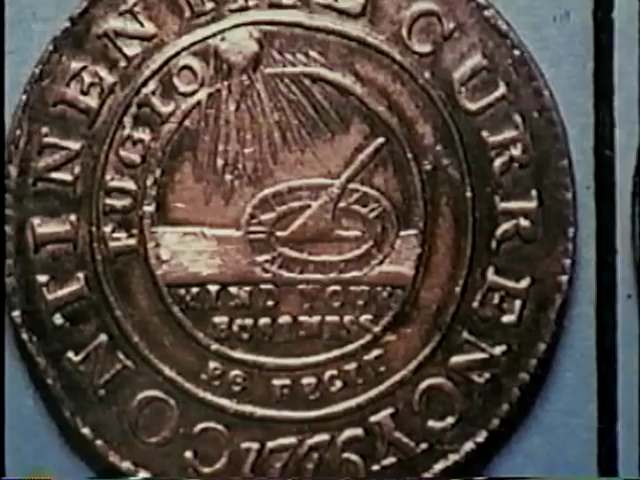 CONTINENTAL CURRENCY
1776
FUGIO
MIND YOUR
BUSINESS
EG FECIT